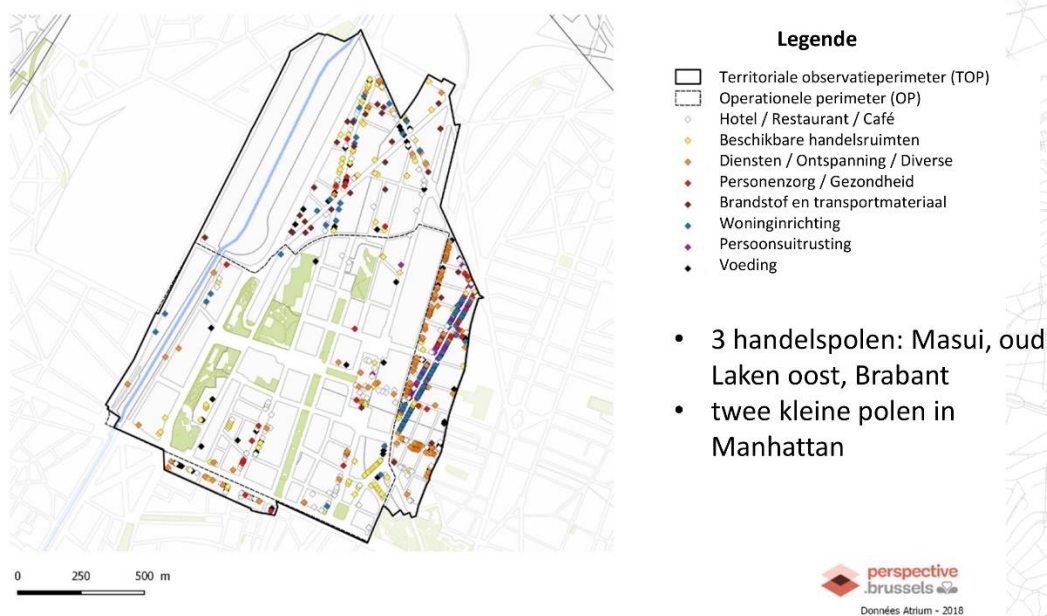 Legende
Territoriale observatieperimeter (TOP)
Operationele perimeter (OP)
Hotel / Restaurant / Café
Beschikbare handelsruimten
Diensten / Ontspanning / Diverse
Personenzorg / Gezondheid
Brandstof en transportmateriaal
Woninginrichting
Persoonsuitrusting
Voeding
• 3 handelspolen: Masui, oud
Laken oost, Brabant
• twee kleine polen in
Manhattan
0 250 500 m
perspective
.brussels
Données Atrium - 2018